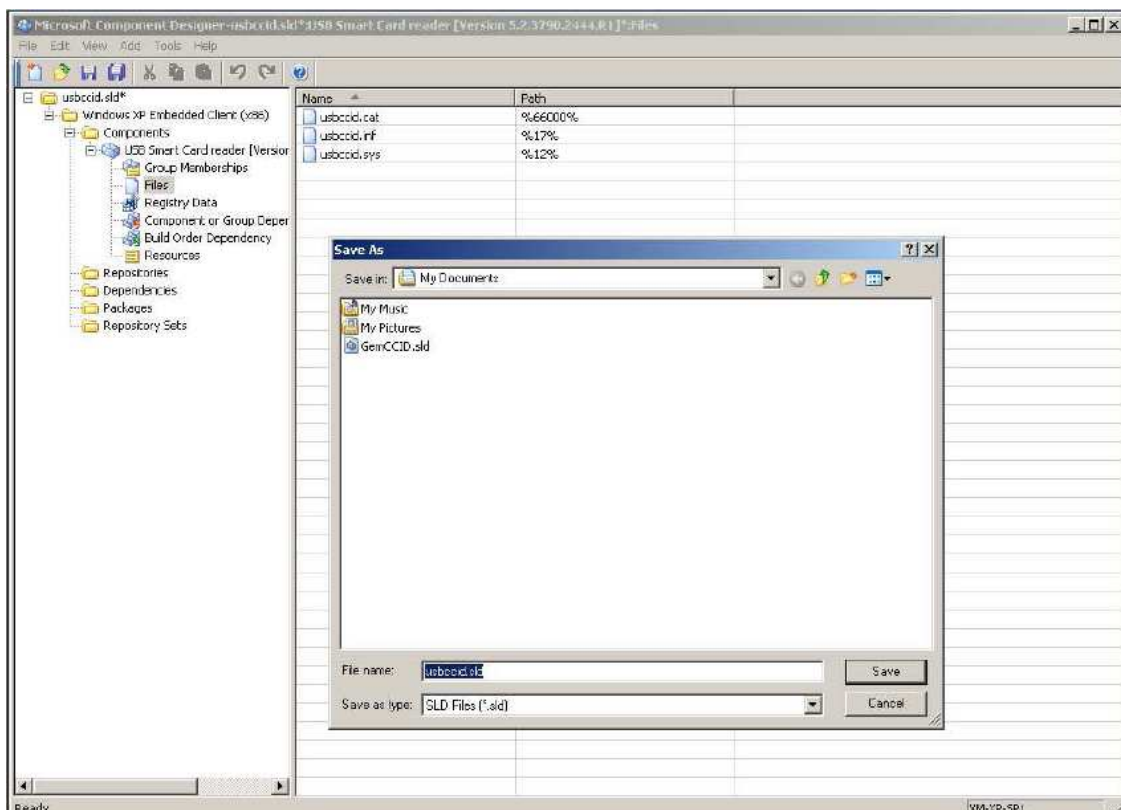 Microsoft Component Designer-usbccid.sld*:USB Smart Card reader [Version 5.2.3790.2444,R1]*:Files
File Edit View Add Tools Help
usbccid.sld*
Windows XP Embedded Client (x86)
Components
USB Smart Card reader [Version
Group Memberships
Files
Registry Data
Component or Group Deper
Build Order Dependency
Resources
Repositories
Dependencies
Packages
Repository Sets
Name Path
usbccid.cat %66000%
usbccid.inf %17%
usbccid.sys %12%
Save As
Save in: My Documents
My Music
My Pictures
GemCCID.sld
File name: usbccid.sld Save
Save as type: SLD Files (*.sld) Cancel
Ready VM-XP-SP1